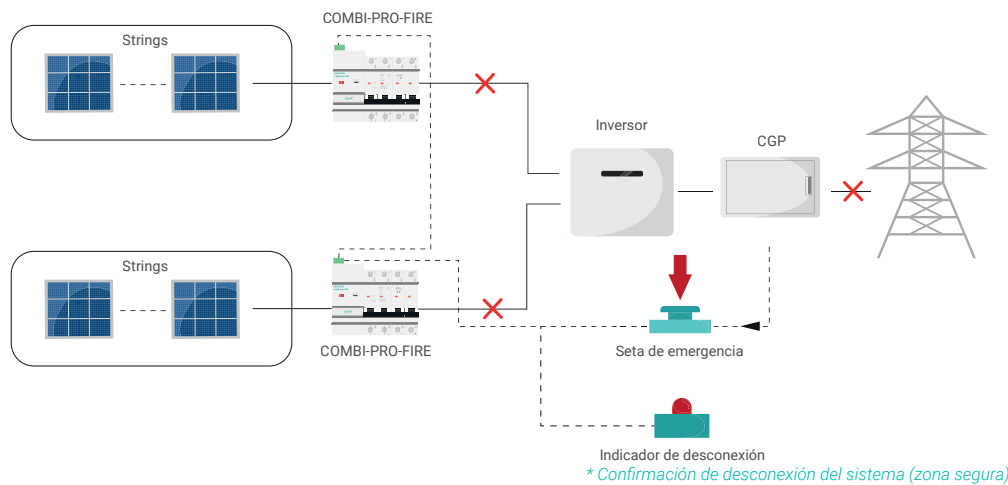 COMBI-PRO-FIRE
Strings
Inversor
CGP
Strings
COMBI-PRO-FIRE
Seta de emergencia
Indicador de desconexión
* Confirmación de desconexión del sistema (zona segura)